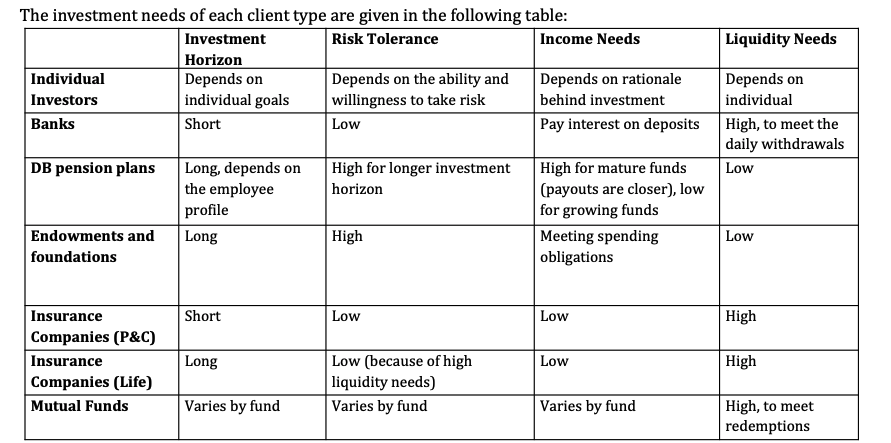 The investment needs of each client type are given in the following table:
Investment Horizon Risk Tolerance Income Needs Liquidity Needs
Individual Investors Depends on individual goals Depends on the ability and willingness to take risk Depends on rationale behind investment Depends on individual
Banks Short Low Pay interest on deposits High, to meet the daily withdrawals
DB pension plans Long, depends on the employee profile High for longer investment horizon High for mature funds (payouts are closer), low for growing funds Low
Endowments and foundations Long High Meeting spending obligations Low
Insurance Companies (P&C) Short Low Low High
Insurance Companies (Life) Long Low (because of high liquidity needs) Low High
Mutual Funds Varies by fund Varies by fund Varies by fund High, to meet redemptions